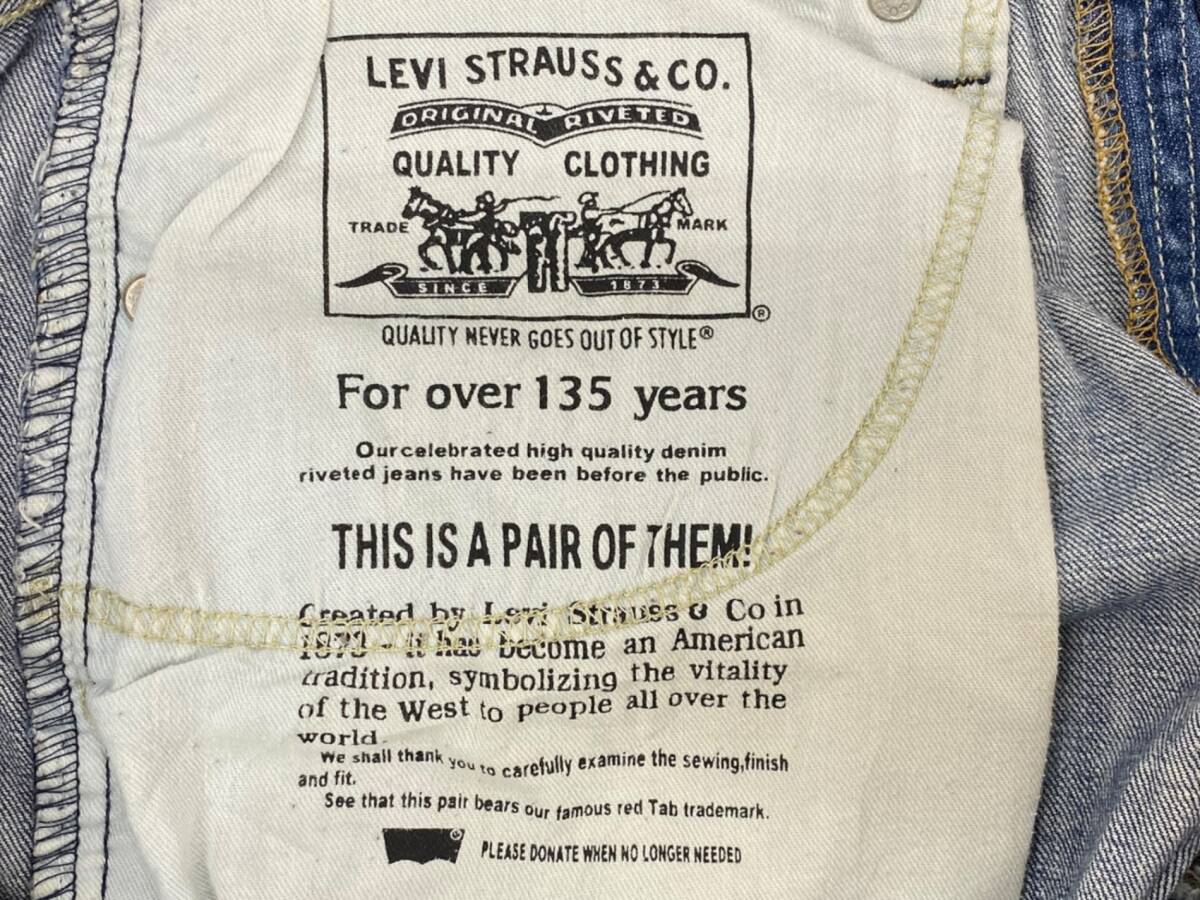 LEVI STRAUSS & CO.
ORIGINAL RIVETED
QUALITY CLOTHING
TRADE MARK
SINCE 1873
®
QUALITY NEVER GOES OUT OF STYLE®
For over 135 years
Ourcelebrated high quality denim
riveted jeans have been before the public.
THIS IS A PAIR OF THEM!
Created by Levi Strauss & Co in
1873 - it has become an American
tradition, symbolizing the vitality
of the West to people all over the
world.
We shall thank you to carefully examine the sewing,finish
and fit.
See that this pair bears our famous red Tab trademark.
® PLEASE DONATE WHEN NO LONGER NEEDED